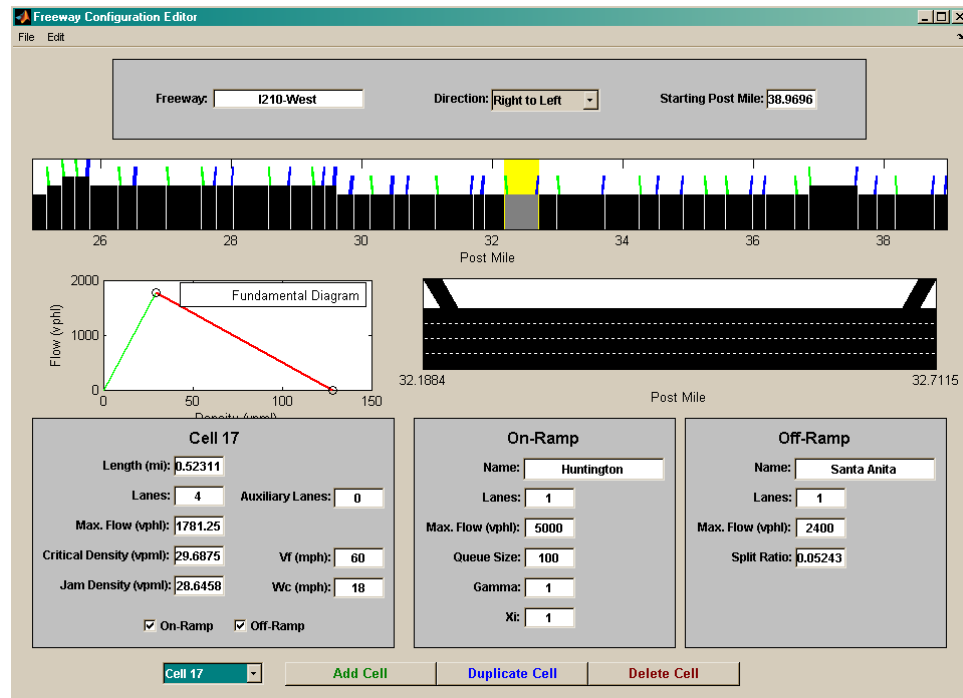 Freeway Configuration Editor
File Edit
Freeway: I210-West Direction: Right to Left Starting Post Mile: 38.9696
26 28 30 32 34 36 38
Post Mile
2000
1000
0
Flow (vphl)
Fundamental Diagram
0 50 100 150
Density (vpml)
32.1884 32.7115
Post Mile
Cell 17
Length (mi): 0.52311
Lanes: 4 Auxiliary Lanes: 0
Max. Flow (vphl): 1781.25
Critical Density (vpml): 29.6875 Vf (mph): 60
Jam Density (vpml): 28.6458 Wc (mph): 18
On-Ramp Off-Ramp
On-Ramp
Name: Huntington
Lanes: 1
Max. Flow (vphl): 5000
Queue Size: 100
Gamma: 1
Xi: 1
Off-Ramp
Name: Santa Anita
Lanes: 1
Max. Flow (vphl): 2400
Split Ratio: 0.05243
Cell 17 Add Cell Duplicate Cell Delete Cell